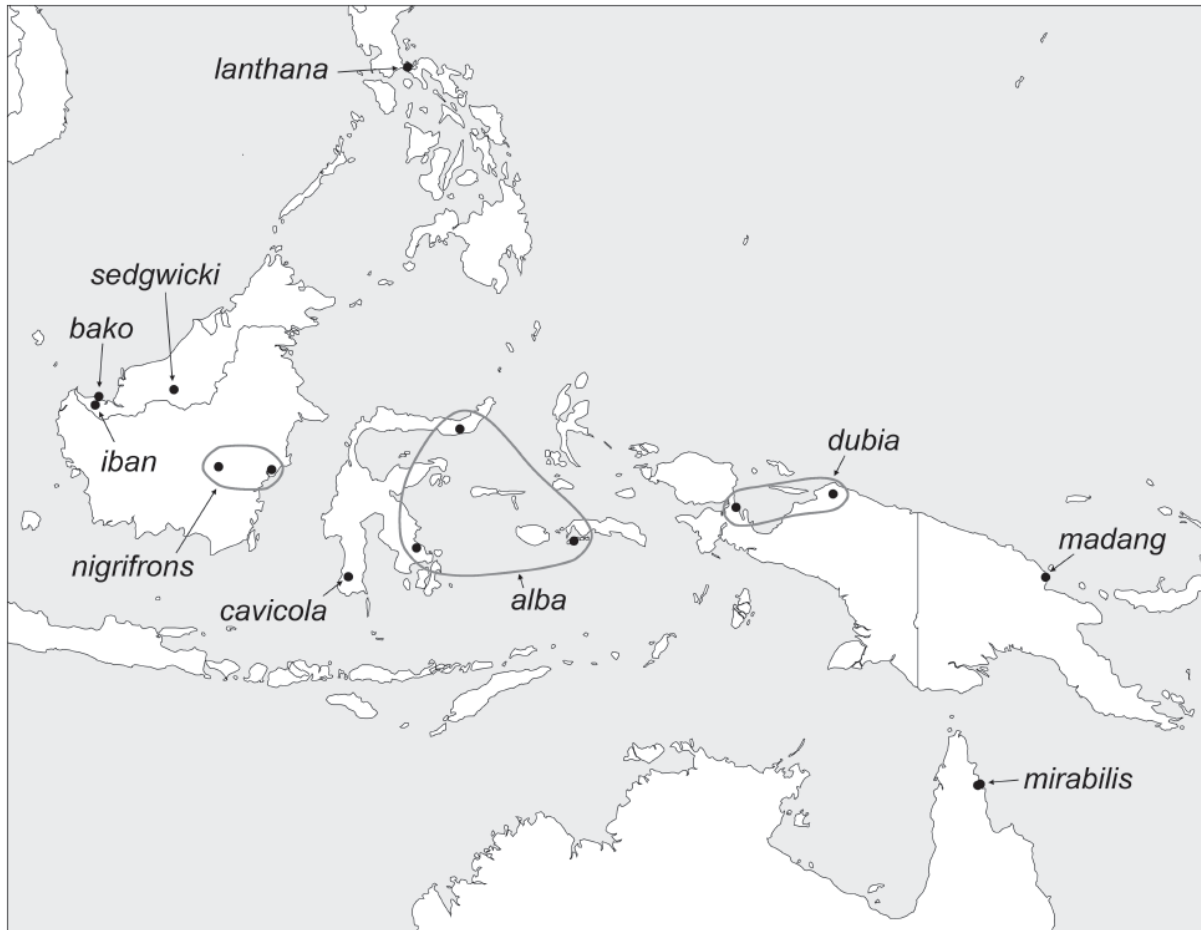 lanthana
sedgwicki
bako
iban
nigrifrons
cavicola
alba
dubia
madang
mirabilis